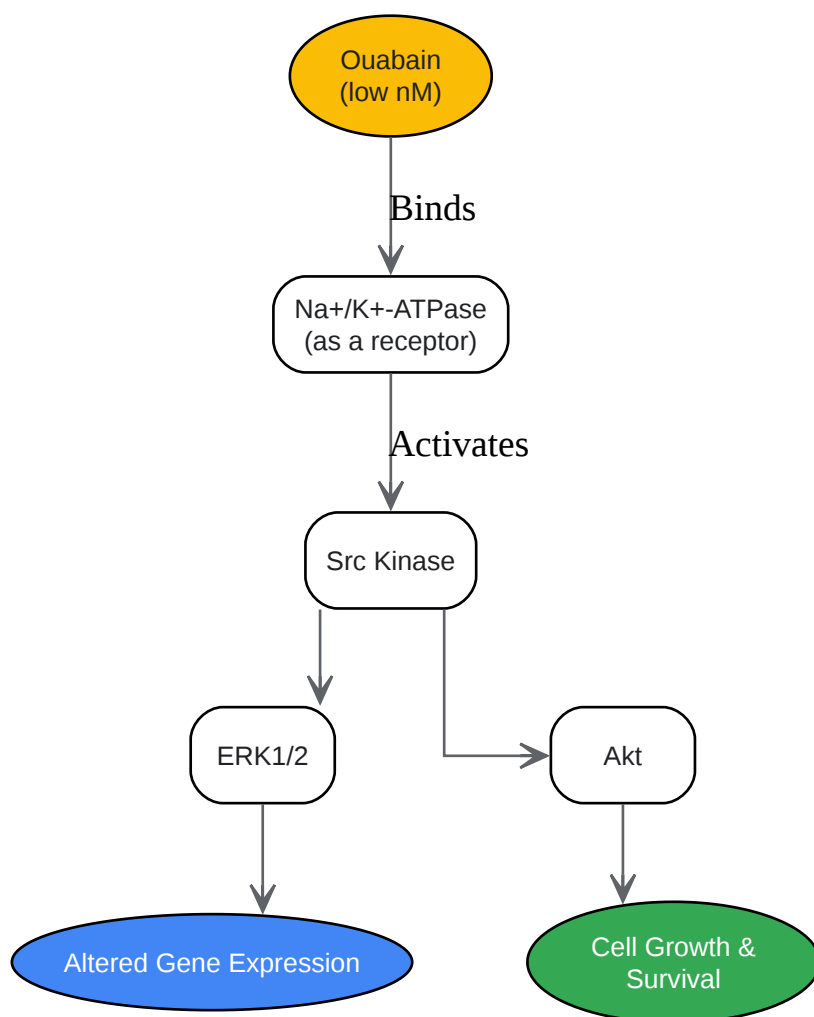 Ouabain
(low nM)
Binds
Na+/K+-ATPase
(as a receptor)
Activates
Src Kinase
ERK1/2
Akt
Altered Gene Expression
Cell Growth &
Survival